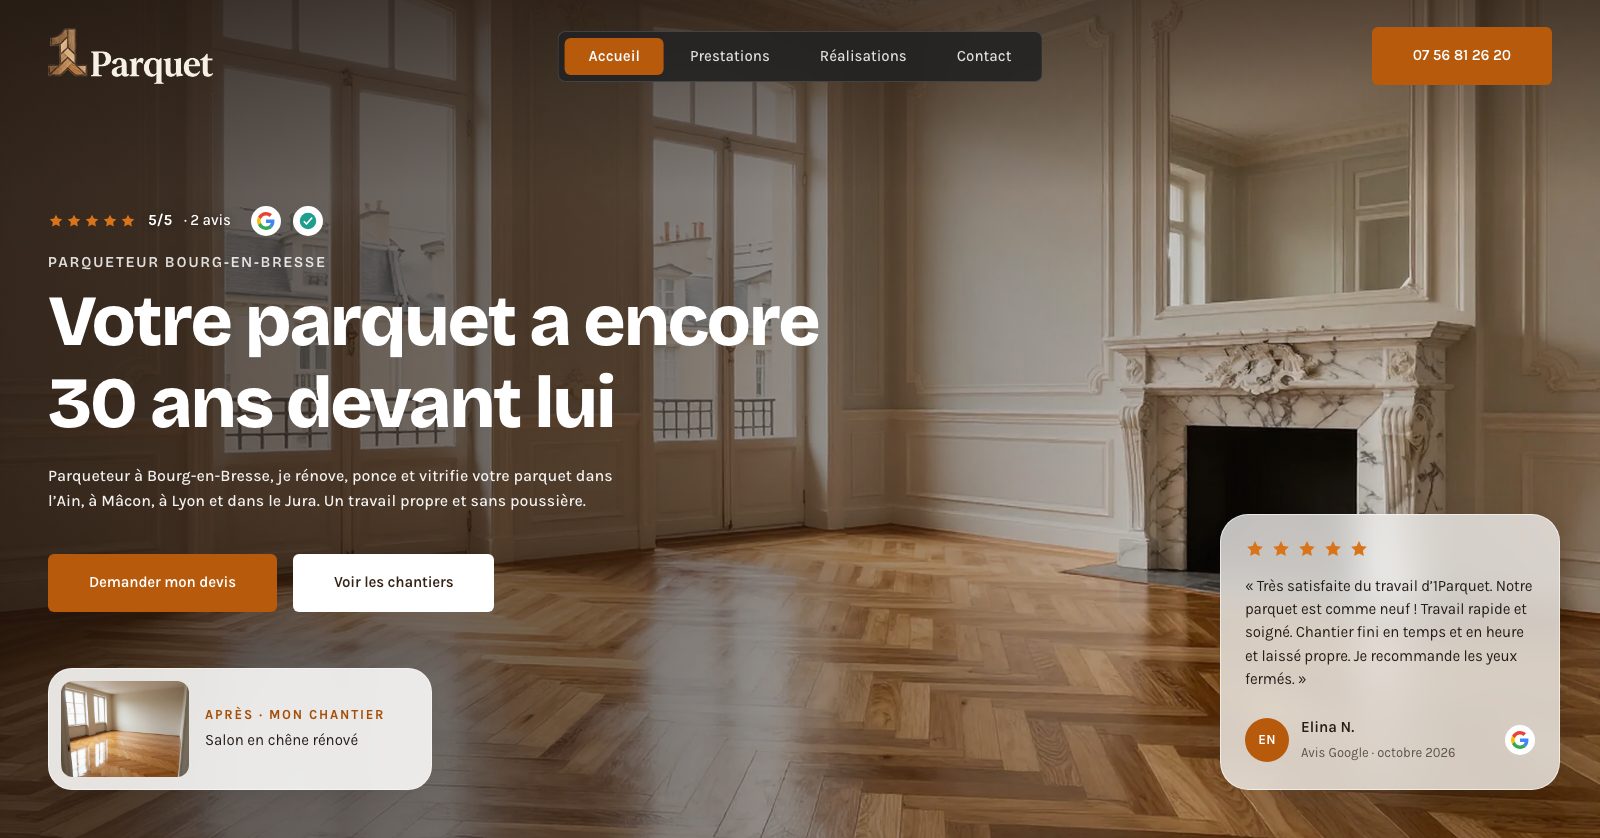 1 Parquet
Accueil
Prestations
Réalisations
Contact
07 56 81 26 20
5/5 · 2 avis
PARQUETEUR BOURG-EN-BRESSE
Votre parquet a encore
30 ans devant lui
Parqueteur à Bourg-en-Bresse, je rénove, ponce et vitrifie votre parquet dans
l’Ain, à Mâcon, à Lyon et dans le Jura. Un travail propre et sans poussière.
Demander mon devis
Voir les chantiers
APRÈS · MON CHANTIER
Salon en chêne rénové
« Très satisfaite du travail d’1Parquet. Notre
parquet est comme neuf ! Travail rapide et
soigné. Chantier fini en temps et en heure
et laissé propre. Je recommande les yeux
fermés. »
EN
Elina N.
Avis Google · octobre 2026